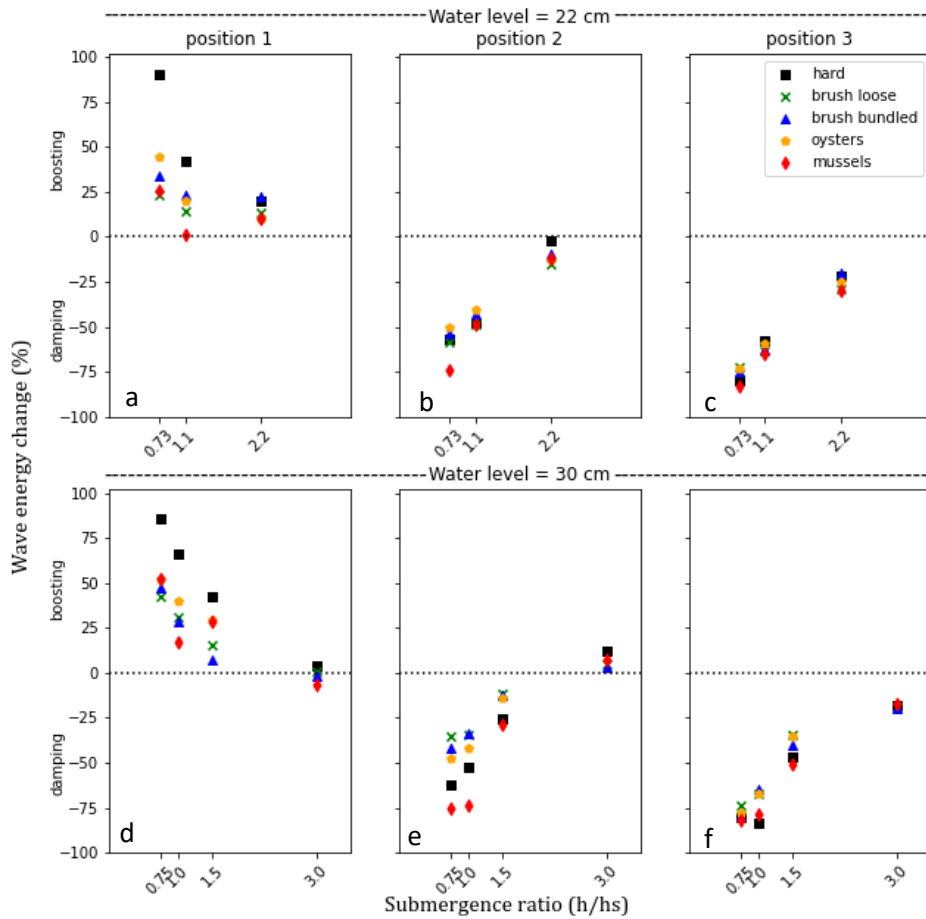 Water level = 22 cm
position 1 position 2 position 3
Wave energy change (%)
100
75
50
25
0
−25
−50
−75
−100
boosting
damping
hard
brush loose
brush bundled
oysters
mussels
a
b
c
0.73 1.1 2.2
0.73 1.1 2.2
0.73 1.1 2.2
Water level = 30 cm
100
75
50
25
0
−25
−50
−75
−100
boosting
damping
d
e
f
0.75 1.0 1.5 3.0
0.75 1.0 1.5 3.0
0.75 1.0 1.5 3.0
Submergence ratio (h/hs)